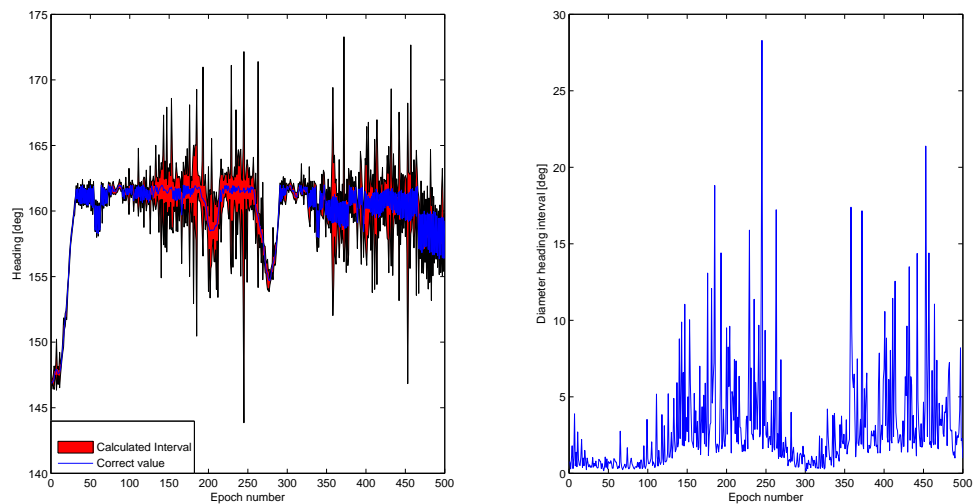 175
170
165
160
155
150
145
140
Heading [deg]
0 50 100 150 200 250 300 350 400 450 500
Epoch number
Calculated Interval
Correct value
30
25
20
15
10
5
0
Diameter heading interval [deg]
0 50 100 150 200 250 300 350 400 450 500
Epoch number